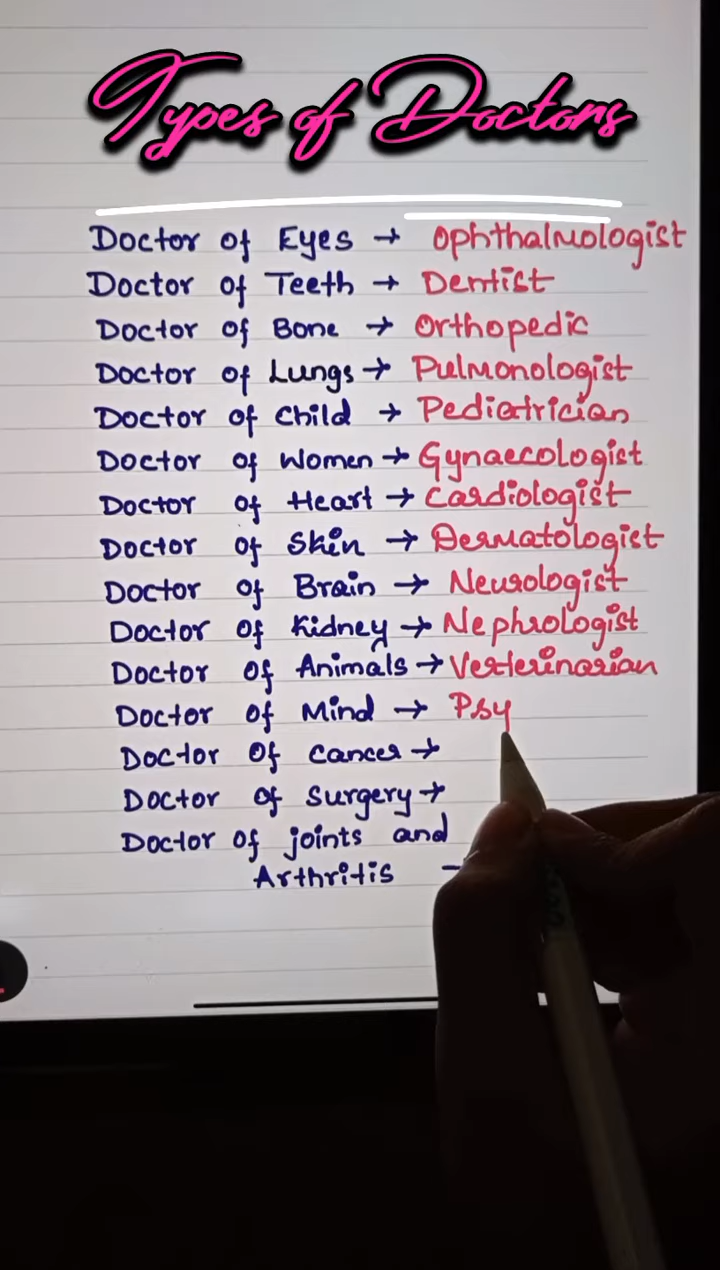 Types of Doctors
Doctor of Eyes → Ophthalmologist
Doctor of Teeth → Dentist
Doctor of Bone → Orthopedic
Doctor of Lungs → Pulmonologist
Doctor of Child → Pediatrician
Doctor of Women → Gynaecologist
Doctor of Heart → Cardiologist
Doctor of Skin → Dermatologist
Doctor of Brain → Neurologist
Doctor of Kidney → Nephrologist
Doctor of Animals → Verterinarian
Doctor of Mind → Psy
Doctor of Cancer →
Doctor of Surgery →
Doctor of joints and
Arthritis -